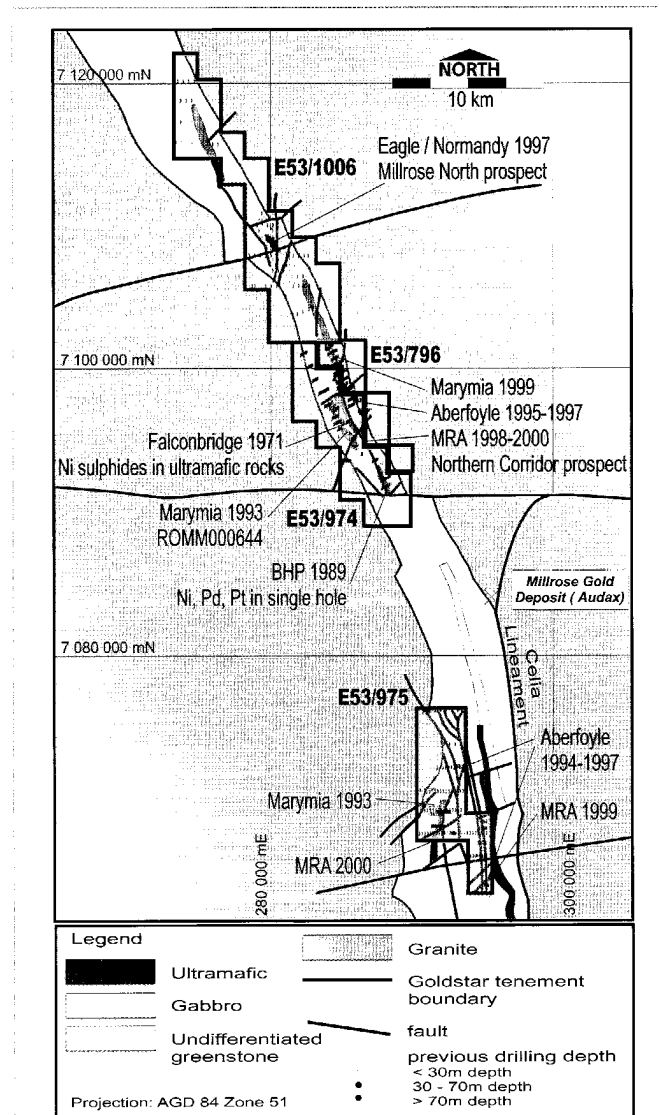 7 120 000 mN
NORTH
10 km
Eagle / Normandy 1997
Millrose North prospect
E53/1006
7 100 000 mN
E53/796
Marymia 1999
Aberfoyle 1995-1997
MRA 1998-2000
Northern Corridor prospect
Falconbridge 1971
Ni sulphides in ultramafic rocks
Marymia 1993
ROMM000644
E53/974
BHP 1989
Ni, Pd, Pt in single hole
Millrose Gold
Deposit ( Audax)
7 080 000 mN
Celia
Lineament
E53/975
Aberfoyle
1994-1997
Marymia 1993
MRA 1999
MRA 2000
280 000 mE
300 000 mE
Legend
Ultramafic
Gabbro
Undifferentiated
greenstone
Granite
Goldstar tenement
boundary
fault
previous drilling depth
< 30m depth
30 - 70m depth
> 70m depth
Projection: AGD 84 Zone 51